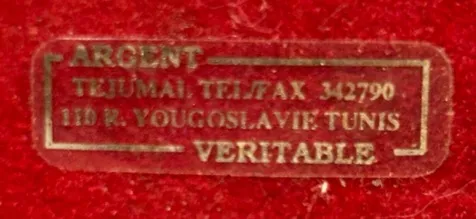 ARGENT
TEJUMAL TEL/FAX 342790
110 R. YOUGOSLAVIE TUNIS
VERITABLE